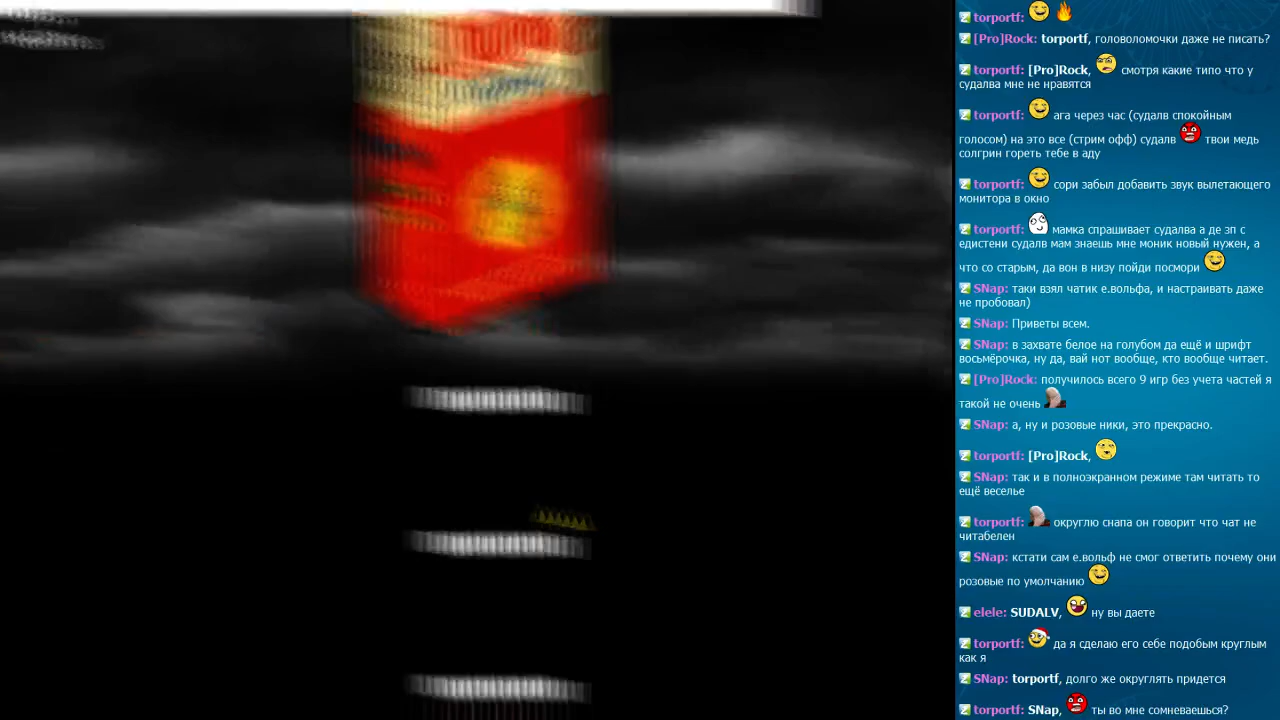 torportf:
[Pro]Rock: torportf, головоломочки даже не писать?
torportf: [Pro]Rock, смотря какие типо что у
судалва мне не нравятся
torportf: ага через час (судалв спокойным
голосом) на это все (стрим офф) судалв твои медь
солгрин гореть тебе в аду
torportf: сори забыл добавить звук вылетающего
монитора в окно
torportf: мамка спрашивает судалва а де зп с
едистени судалв мам знаешь мне моник новый нужен, а
что со старым, да вон в низу пойди посмори
SNap: таки взял чатик е.вольфа, и настраивать даже
не пробовал)
SNap: Приветы всем.
SNap: в захвате белое на голубом да ещё и шрифт
восьмёрочка, ну да, вай нот вообще, кто вообще читает.
[Pro]Rock: получилось всего 9 игр без учета частей я
такой не очень
SNap: а, ну и розовые ники, это прекрасно.
torportf: [Pro]Rock,
SNap: так и в полноэкранном режиме там читать то
ещё веселье
torportf: округлю снапа он говорит что чат не
читабелен
SNap: кстати сам е.вольф не смог ответить почему они
розовые по умолчанию
elele: SUDALV, ну вы даете
torportf: да я сделаю его себе подобым круглым
как я
SNap: torportf, долго же округлять придется
torportf: SNap, ты во мне сомневаешься?